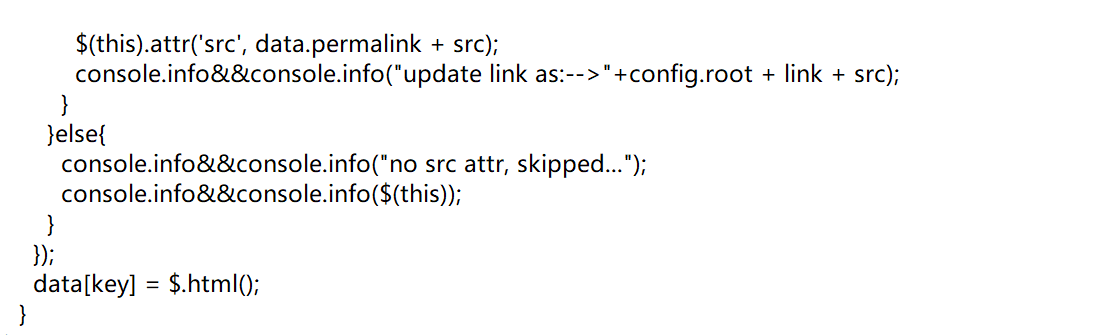 $(this).attr('src', data.permalink + src);
console.info&&console.info("update link as:-->"+config.root + link + src);
}
}else{
console.info&&console.info("no src attr, skipped...");
console.info&&console.info($(this));
}
});
data[key] = $.html();
}